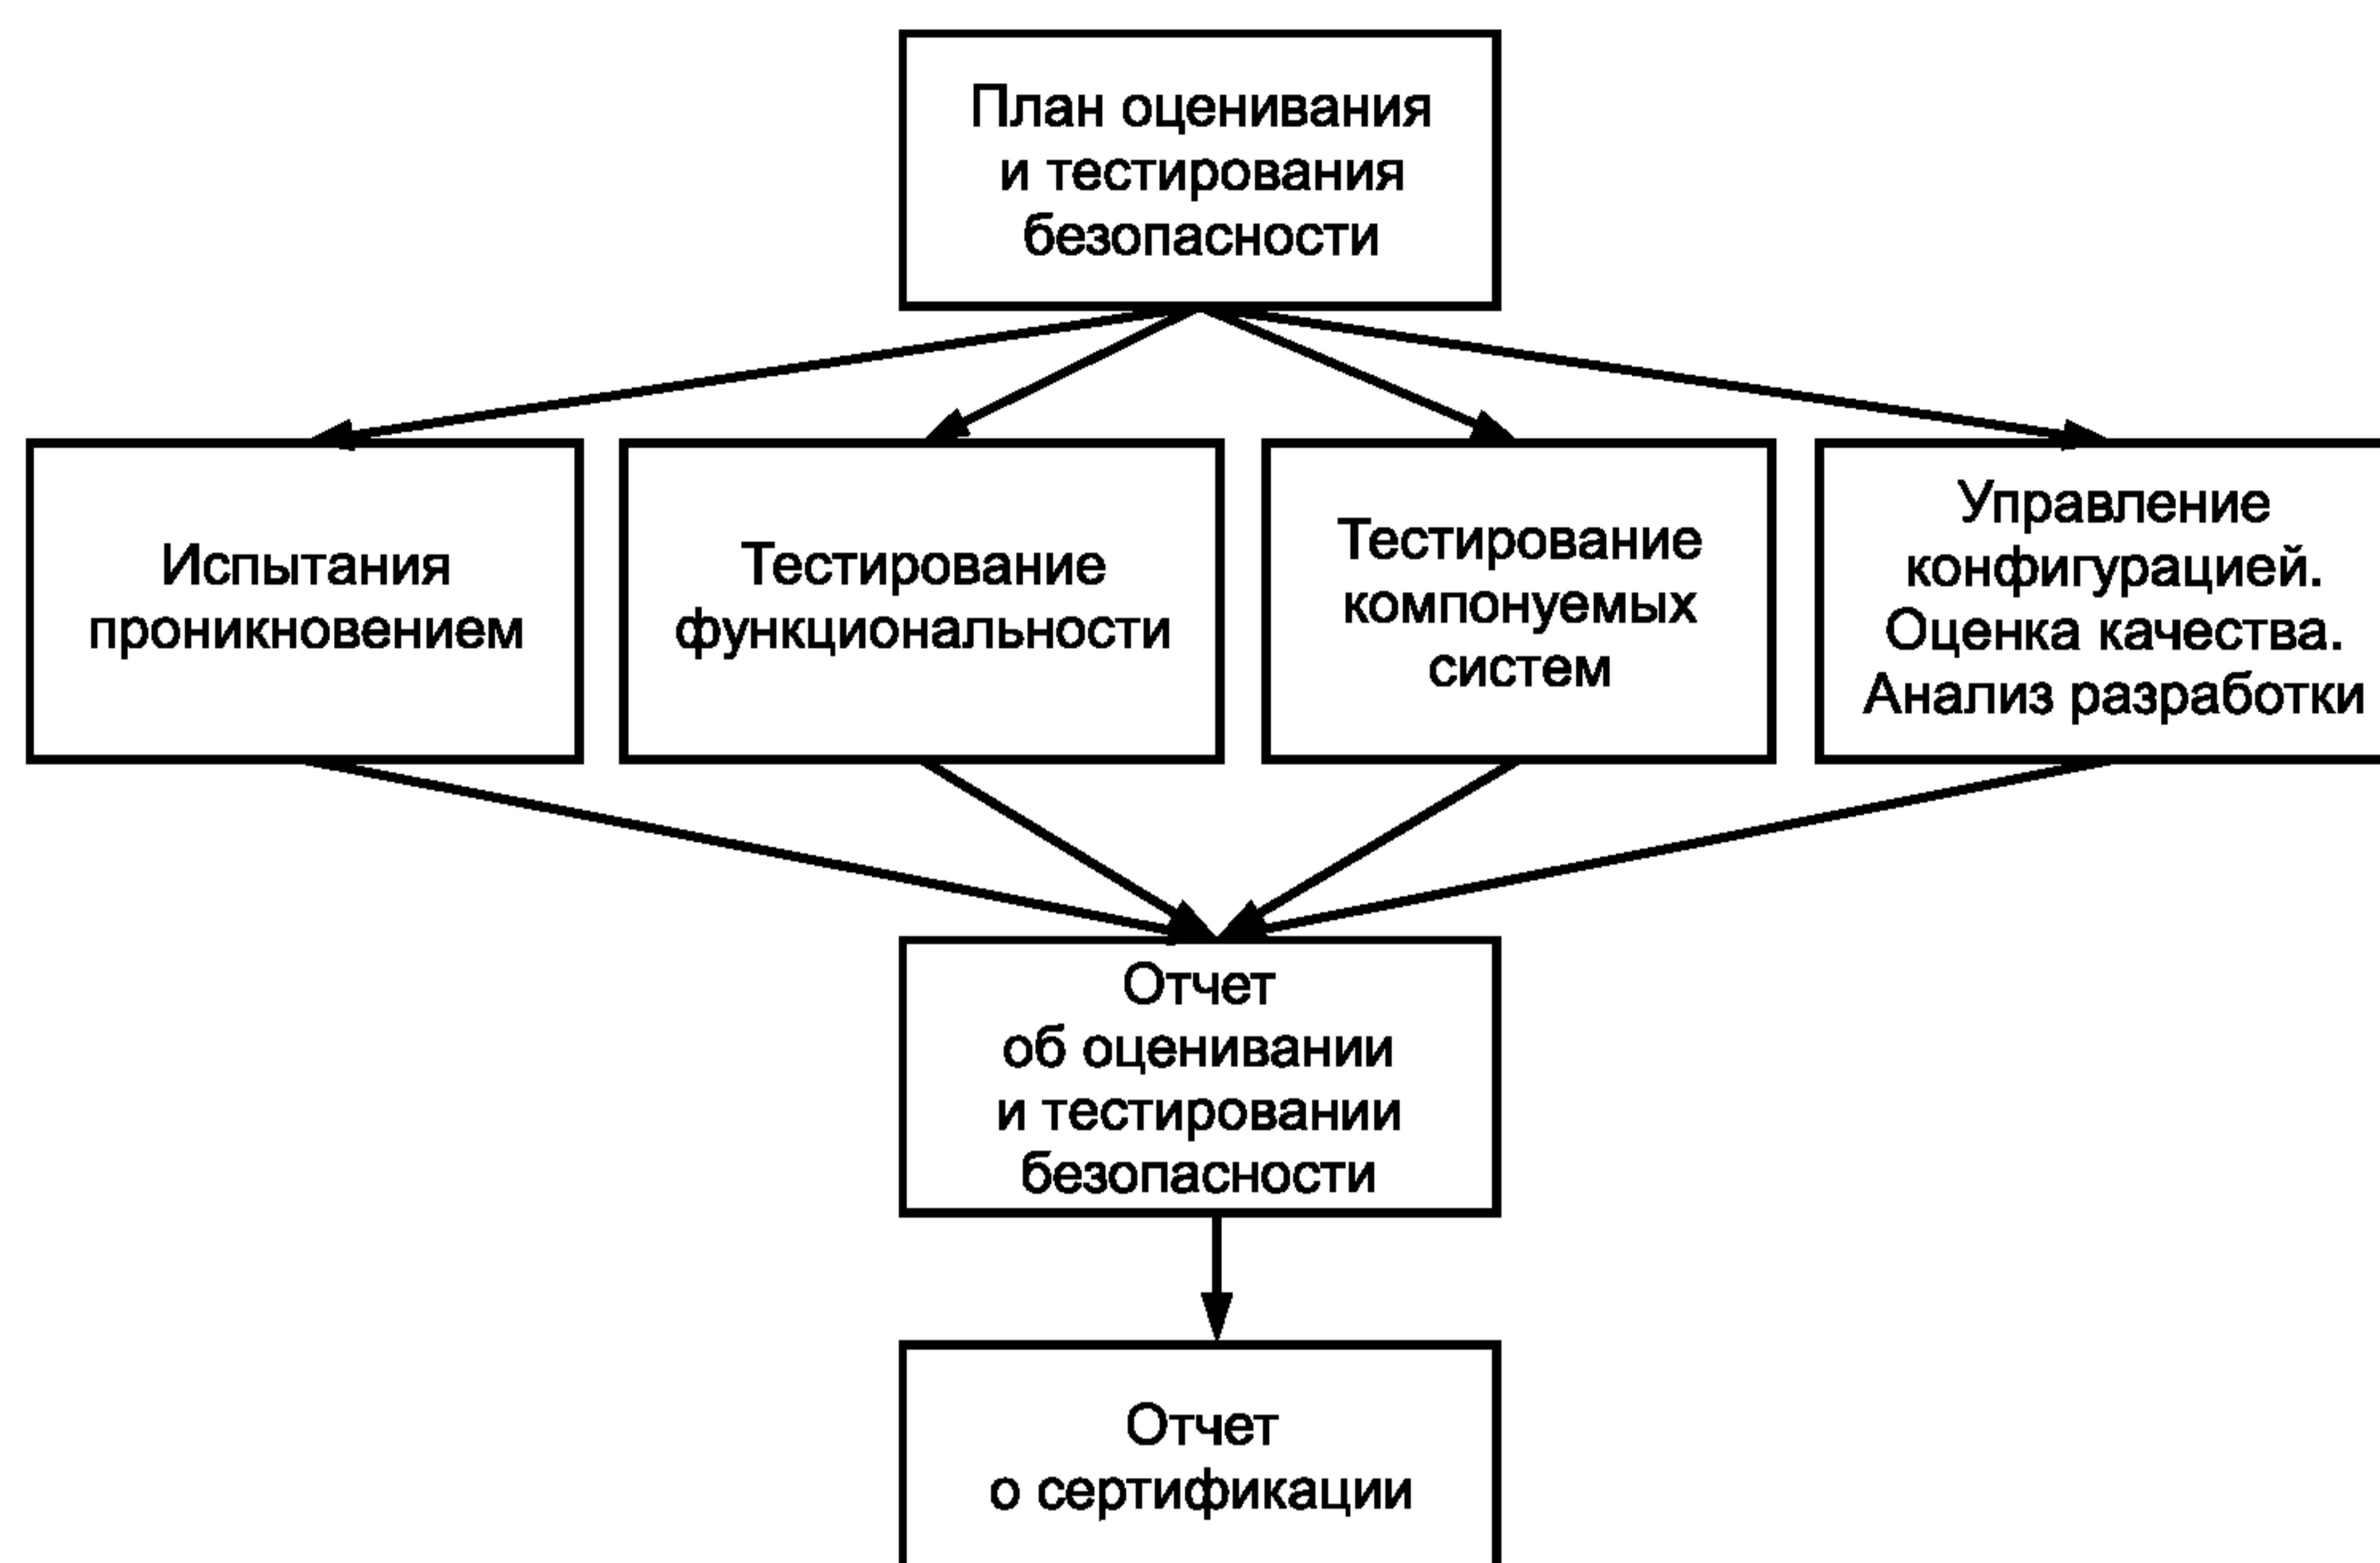 План оценивания
и тестирования
безопасности
Испытания
проникновением
Тестирование
функциональности
Тестирование
компонуемых
систем
Управление
конфигурацией.
Оценка качества.
Анализ разработки
Отчет
об оценивании
и тестировании
безопасности
Отчет
о сертификации